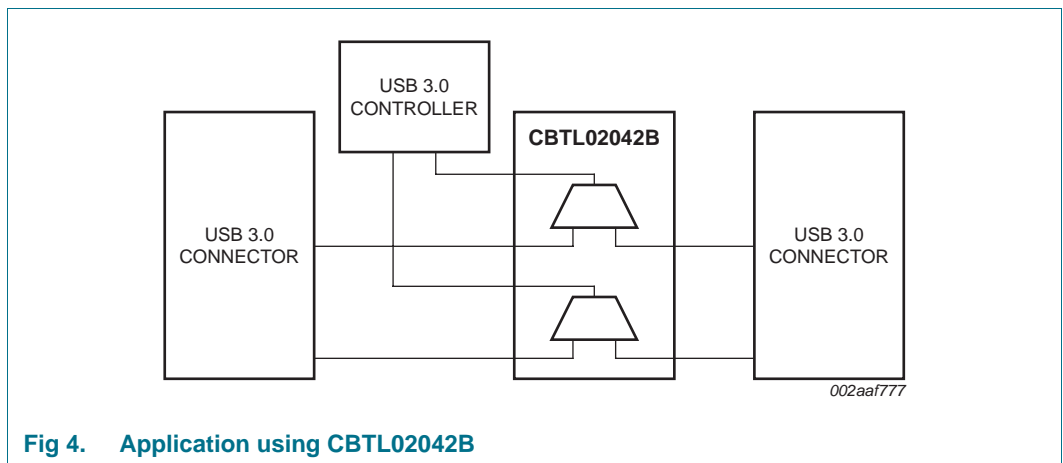 USB 3.0
CONTROLLER
CBTL02042B
USB 3.0
CONNECTOR
USB 3.0
CONNECTOR
002aaf777
Fig 4. Application using CBTL02042B